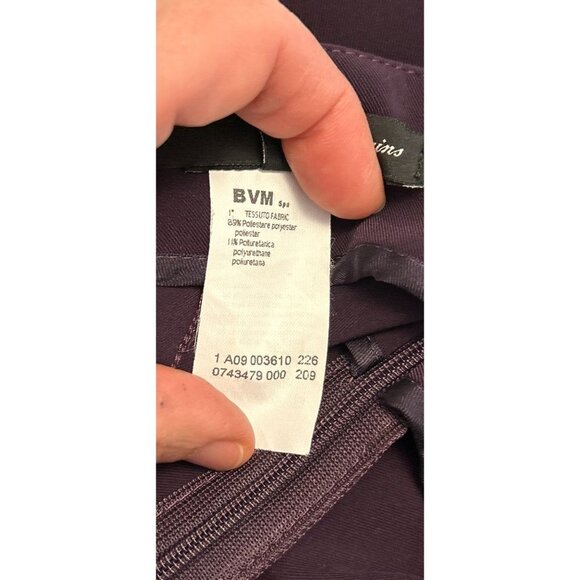 BVM Spa
1° TESSUTO FABRIC
89% Poliestere polyester
poliester
11% Poliuretanica
polyurethane
poliuretana
1 A09 003610 226
0743479 000 209